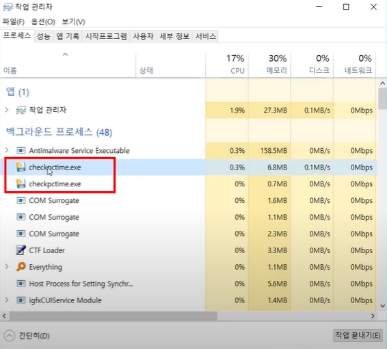 작업 관리자
파일(F) 옵션(O) 보기(V)
프로세스 성능 앱 기록 시작프로그램 사용자 세부 정보 서비스
17% 30% 0% 0%
이름 상태 CPU 메모리 디스크 네트워크
앱 (1)
작업 관리자 1.9% 27.3MB 0.1MB/s 0Mbps
백그라운드 프로세스 (48)
Antimalware Service Executable 0.3% 158.5MB 0MB/s 0Mbps
checkpctime.exe 0.3% 6.8MB 0.1MB/s 0Mbps
checkpctime.exe 0% 0.7MB 0MB/s 0Mbps
COM Surrogate 0% 1.6MB 0MB/s 0Mbps
COM Surrogate 0% 1.1MB 0MB/s 0Mbps
COM Surrogate 0% 2.3MB 0MB/s 0Mbps
CTF Loader 0% 3.3MB 0MB/s 0Mbps
Everything 0% 1.1MB 0MB/s 0Mbps
Host Process for Setting Synchr... 0% 5.6MB 0MB/s 0Mbps
igfxCUIService Module 0% 1.4MB 0MB/s 0Mbps
간단히(D) 작업 끝내기(E)